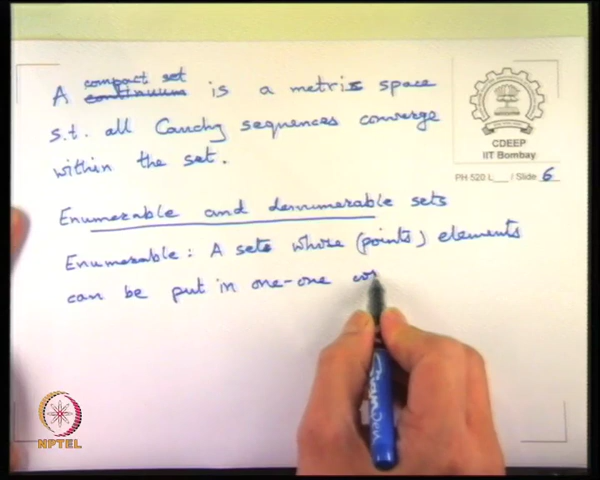 A compact set is a metric space
s.t. all Cauchy sequences converge
within the set.
Enumerable and denumerable sets
Enumerable: A sets whose (points) elements
can be put in one-one co
CDEEP
IIT Bombay
PH 520 L___/ Slide 6
NPTEL